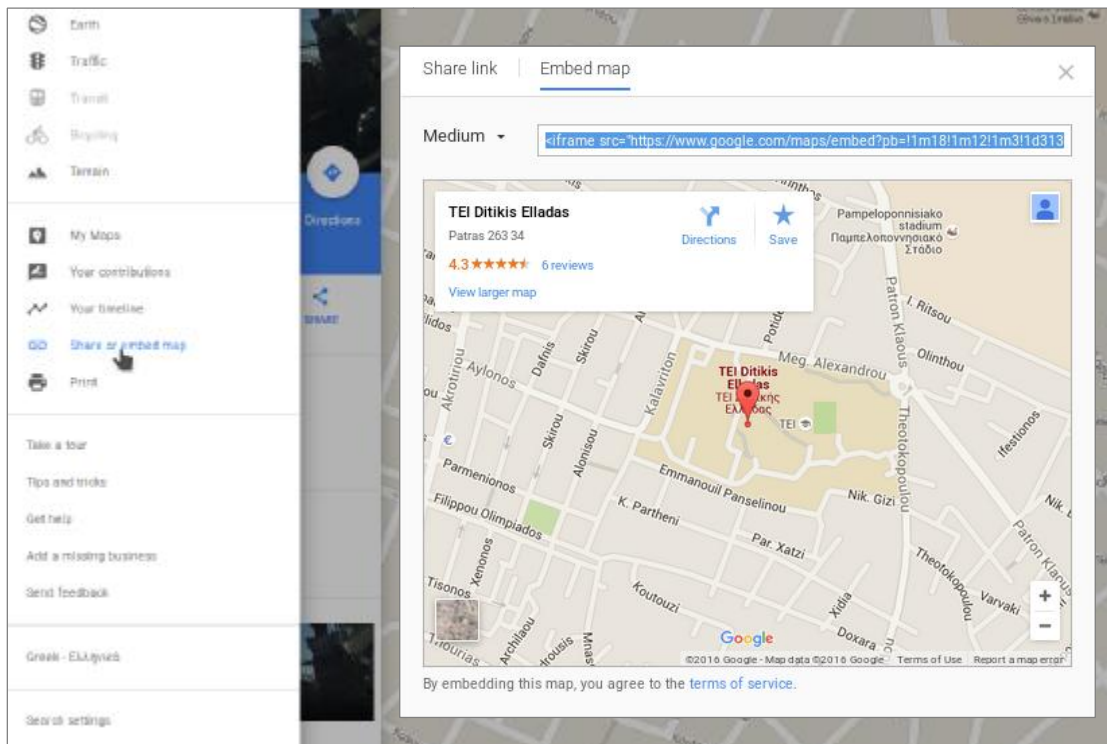 Earth
Traffic
Transit
Bicycling
Terrain
My Maps
Your contributions
Your timeline
Share or embed map
Print
Take a tour
Tips and tricks
Get help
Add a missing business
Send feedback
Greek - Ελληνικά
Search settings
Directions
SHARE
Share link
Embed map
Medium
<iframe src="https://www.google.com/maps/embed?pb=!1m18!1m12!1m3!1d313
TEI Ditikis Elladas
Patras 263 34
4.3
6 reviews
View larger map
Directions
Save
Pampeloponnisiako
stadium
Παμπελοποννησιακό
Στάδιο
Patron Klaous
I. Ritsou
Olinthou
Meg. Alexandrou
Kalavriton
Skirou
Dafnis
Aylonos
Akrotiriou
TEI Ditikis
TEI
Theotokopoulou
Ifestionos
Skirou
Alonisou
Parmenionos
Emmanouil Panselinou
Nik. Gizi
Filippou Olimpiados
K. Partheni
Par. Xatzi
Patron Klaous
Theotokopoulou
Varvaki
Tisonos
Xenonos
Koutouzi
Xidia
Doxara
Archilaou
Google
©2016 Google - Map data ©2016 Google
Terms of Use
Report a map error
By embedding this map, you agree to the terms of service.